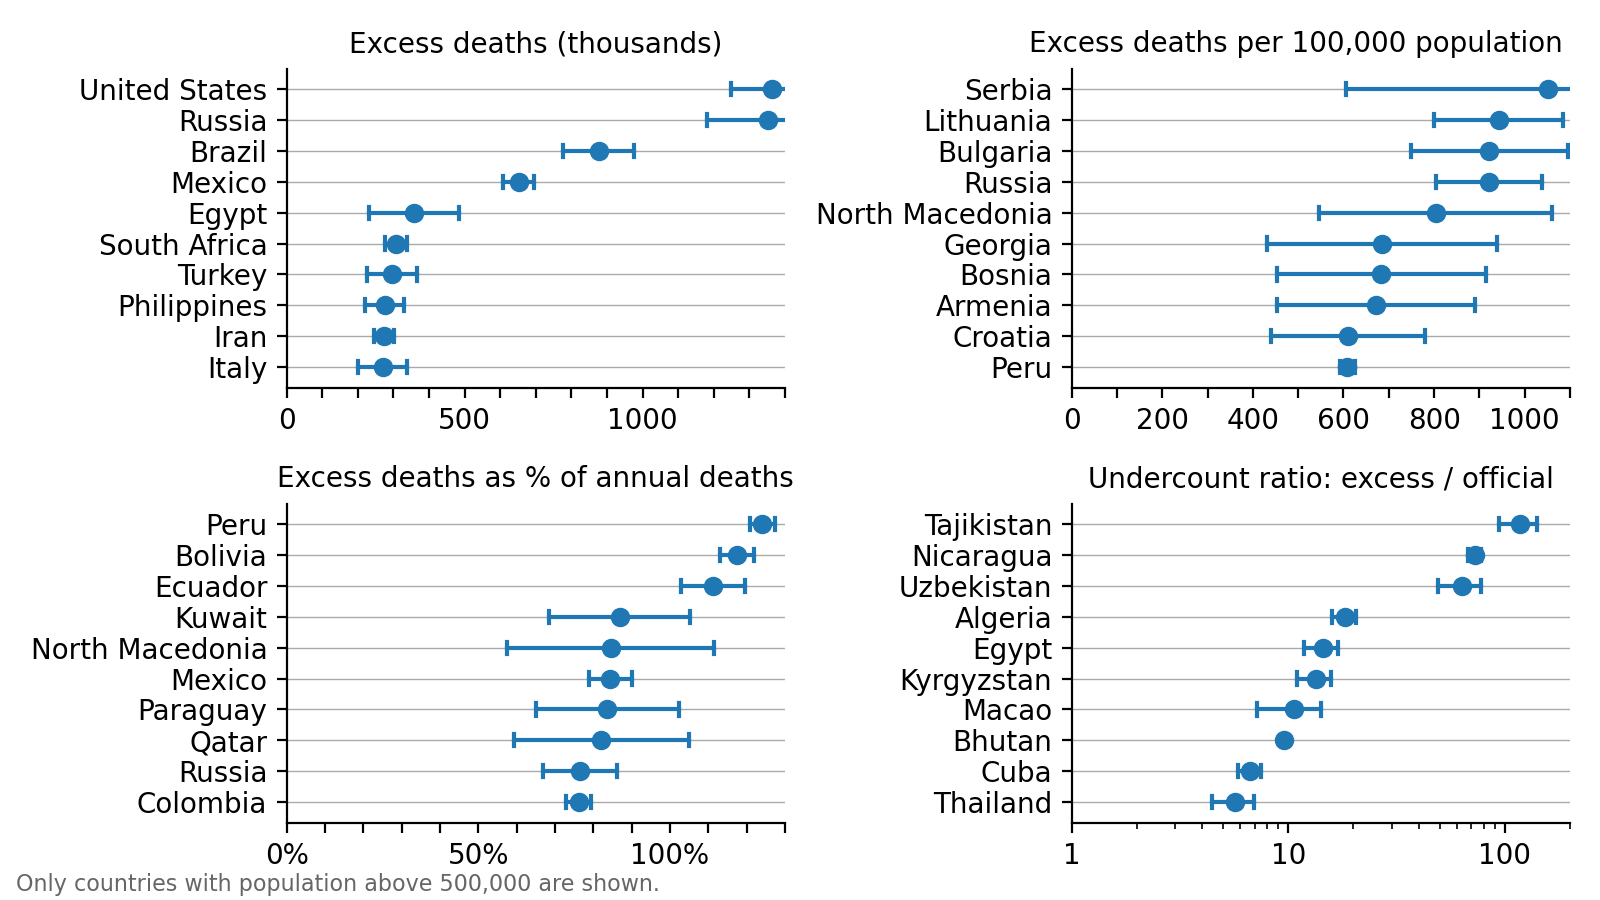 Excess deaths (thousands)
United States
Russia
Brazil
Mexico
Egypt
South Africa
Turkey
Philippines
Iran
Italy
0 500 1000
Excess deaths per 100,000 population
Serbia
Lithuania
Bulgaria
Russia
North Macedonia
Georgia
Bosnia
Armenia
Croatia
Peru
0 200 400 600 800 1000
Excess deaths as % of annual deaths
Peru
Bolivia
Ecuador
Kuwait
North Macedonia
Mexico
Paraguay
Qatar
Russia
Colombia
0% 50% 100%
Undercount ratio: excess / official
Tajikistan
Nicaragua
Uzbekistan
Algeria
Egypt
Kyrgyzstan
Macao
Bhutan
Cuba
Thailand
1 10 100
Only countries with population above 500,000 are shown.